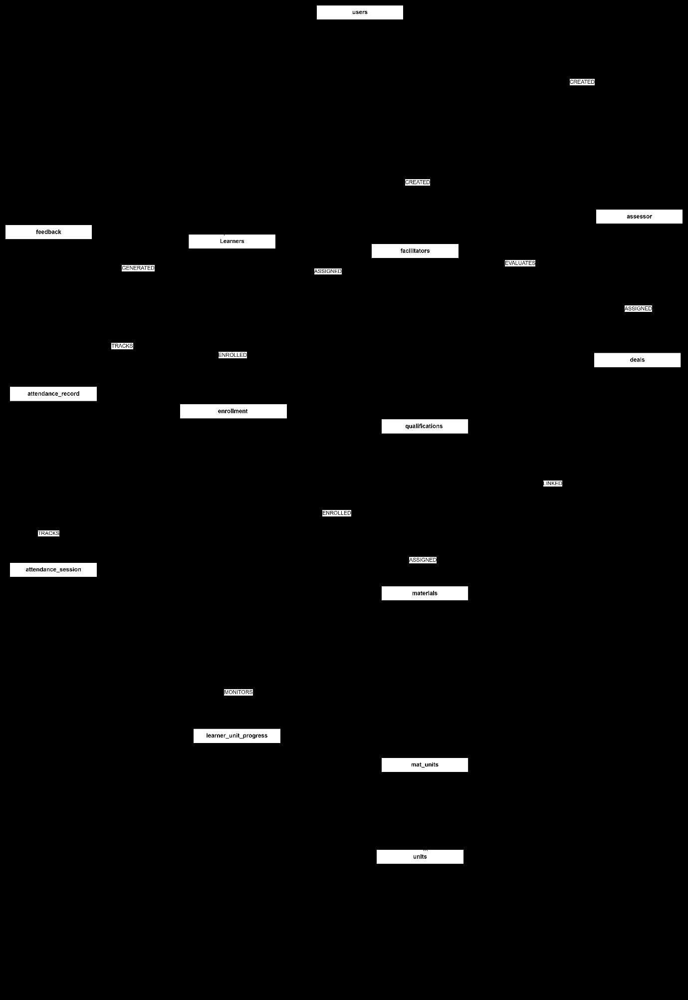 users
CREATED
CREATED
assessor
feedback
Learners
facilitators
EVALUATES
GENERATED
ASSIGNED
ASSIGNED
TRACKS
ENROLLED
deals
attendance_record
enrollment
qualifications
LINKED
ENROLLED
TRACKS
ASSIGNED
attendance_session
materials
MONITORS
learner_unit_progress
mat_units
units